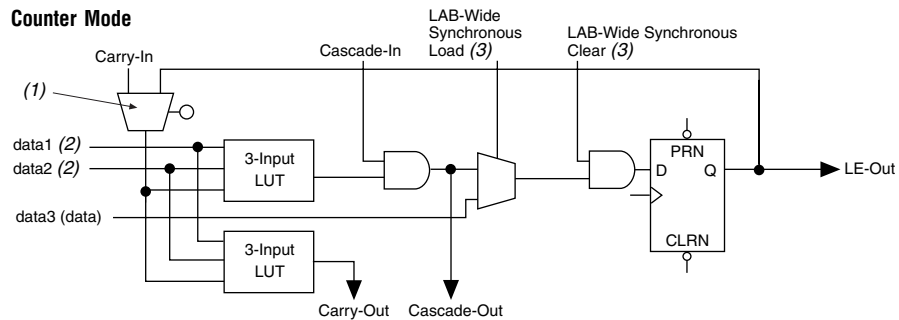 Counter Mode
Carry-In
(1)
Cascade-In
LAB-Wide
Synchronous
Load (3)
LAB-Wide Synchronous
Clear (3)
data1 (2)
data2 (2)
3-Input
LUT
PRN
D
Q
LE-Out
data3 (data)
3-Input
LUT
CLRN
Carry-Out
Cascade-Out